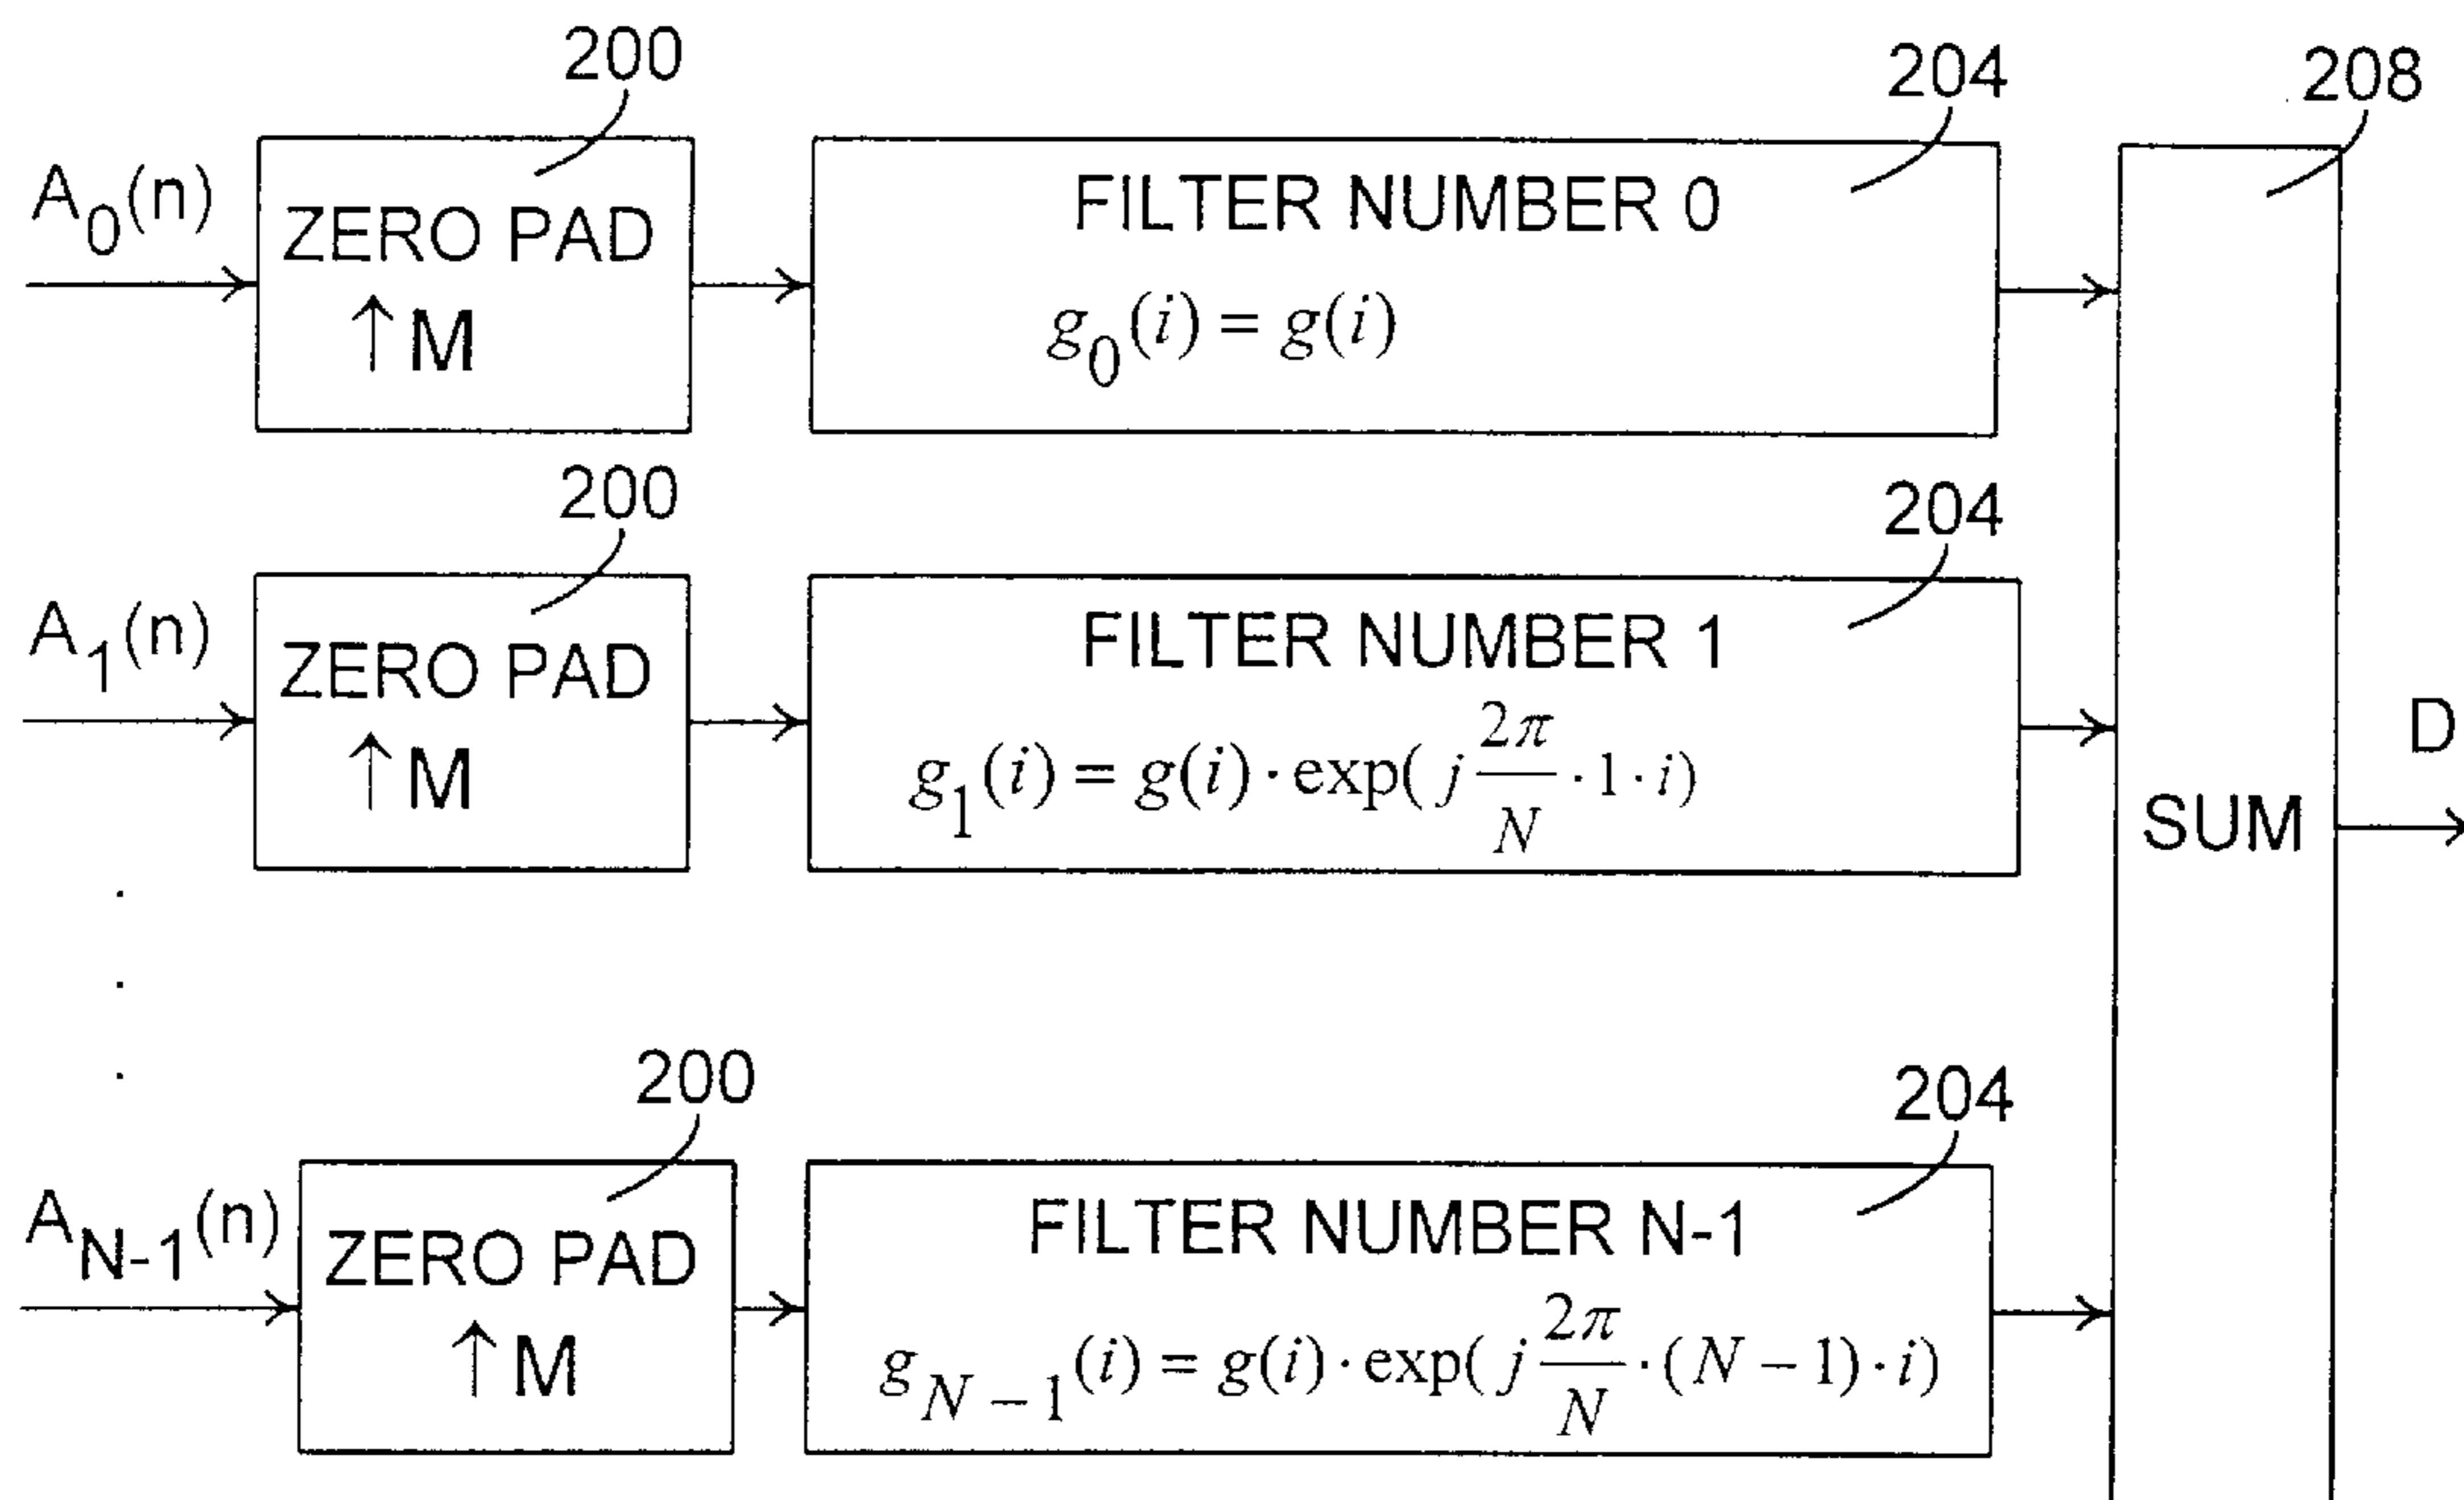 200
204
208
A0(n)
ZERO PAD
↑M
FILTER NUMBER 0
g0(i) = g(i)
200
204
A1(n)
ZERO PAD
↑M
FILTER NUMBER 1
g1(i) = g(i) · exp(j 2π/N · 1 · i)
D
SUM
.
.
.
200
204
AN-1(n)
ZERO PAD
↑M
FILTER NUMBER N-1
gN−1(i) = g(i) · exp(j 2π/N · (N − 1) · i)